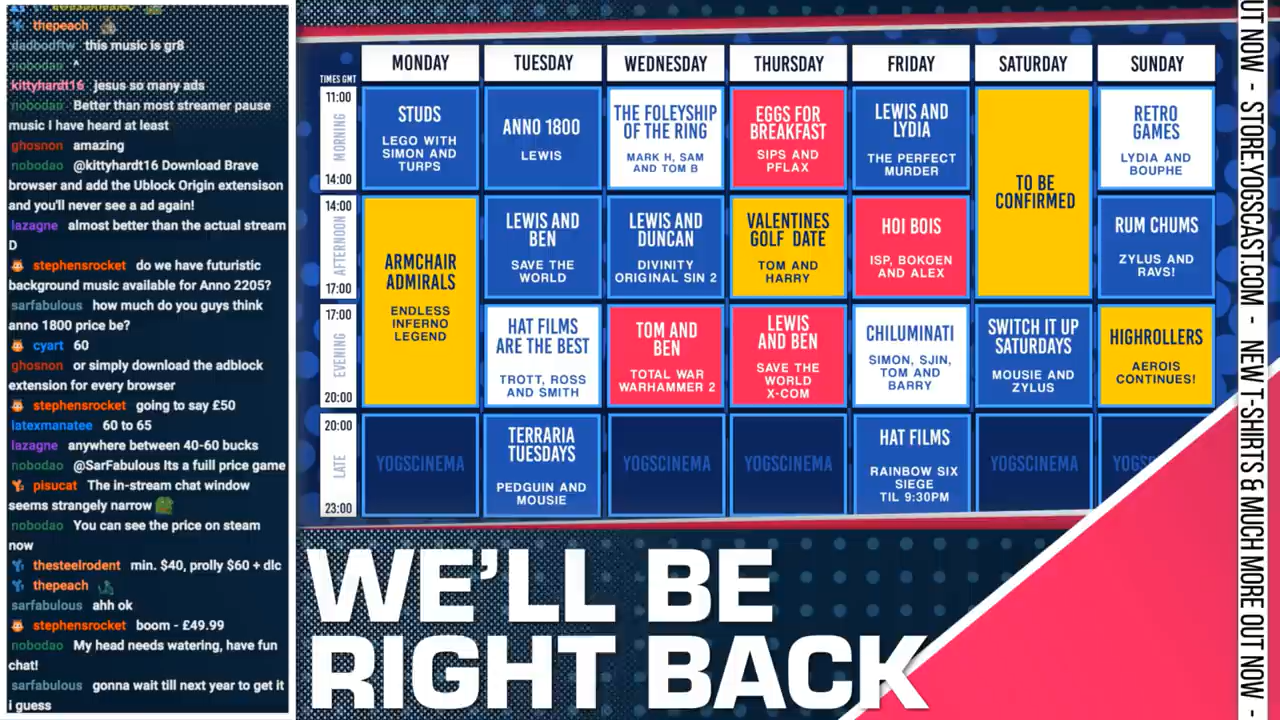 thepeach
dadbodftw this music is gr8
nobodao ^
kittyhardt16 jesus so many ads
nobodao Better than most streamer pause
music i have heard at least
ghosnon amazing
nobodao @kittyhardt16 Download Brave
browser and add the Ublock Origin extensison
and you'll never see a ad again!
lazagne almost better than the actual stream
D
stephensrocket do we have futuristic
background music available for Anno 2205?
sarfabulous how much do you guys think
anno 1800 price be?
cyart 60
ghosnon or simply download the adblock
extension for every browser
stephensrocket going to say £50
latexmanatee 60 to 65
lazagne anywhere between 40-60 bucks
nobodao @SarFabulous Its a fulll price game
pisucat The in-stream chat window
seems strangely narrow
nobodao You can see the price on steam
now
thesteelrodent min. $40, prolly $60 + dlc
thepeach
sarfabulous ahh ok
stephensrocket boom - £49.99
nobodao My head needs watering, have fun
chat!
sarfabulous gonna wait till next year to get it
i guess
TIMES GMT
MONDAY
TUESDAY
WEDNESDAY
THURSDAY
FRIDAY
SATURDAY
SUNDAY
11:00
MORNING
14:00
STUDS
LEGO WITH
SIMON AND
TURPS
ANNO 1800
LEWIS
THE FOLEYSHIP
OF THE RING
MARK H, SAM
AND TOM B
EGGS FOR
BREAKFAST
SIPS AND
PFLAX
LEWIS AND
LYDIA
THE PERFECT
MURDER
TO BE
CONFIRMED
RETRO
GAMES
LYDIA AND
BOUPHE
14:00
AFTERNOON
17:00
ARMCHAIR
ADMIRALS
ENDLESS
INFERNO
LEGEND
LEWIS AND
BEN
SAVE THE
WORLD
LEWIS AND
DUNCAN
DIVINITY
ORIGINAL SIN 2
VALENTINES
GOLF DATE
TOM AND
HARRY
HOI BOIS
ISP, BOKOEN
AND ALEX
RUM CHUMS
ZYLUS AND
RAVS!
17:00
EVENING
20:00
HAT FILMS
ARE THE BEST
TROTT, ROSS
AND SMITH
TOM AND
BEN
TOTAL WAR
WARHAMMER 2
LEWIS
AND BEN
SAVE THE
WORLD
X-COM
CHILUMINATI
SIMON, SJIN,
TOM AND
BARRY
SWITCH IT UP
SATURDAYS
MOUSIE AND
ZYLUS
HIGHROLLERS
AEROIS
CONTINUES!
20:00
LATE
23:00
YOGSCINEMA
TERRARIA
TUESDAYS
PEDGUIN AND
MOUSIE
YOGSCINEMA
YOGSCINEMA
HAT FILMS
RAINBOW SIX
SIEGE
TIL 9:30PM
YOGSCINEMA
YOGS
WE'LL BE
RIGHT BACK
OUT NOW - STORE.YOGSCAST.COM - NEW T-SHIRTS & MUCH MORE OUT NOW -